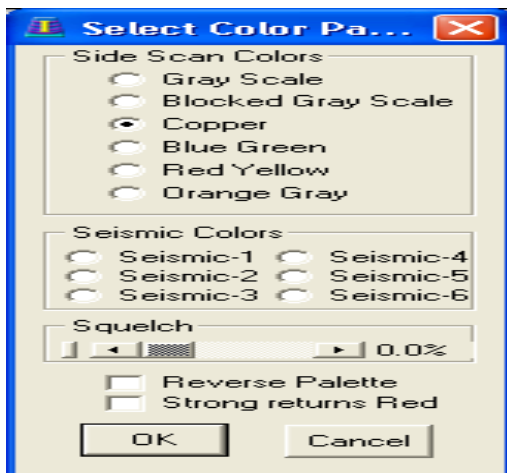 Select Color Pa...
Side Scan Colors
Gray Scale
Blocked Gray Scale
Copper
Blue Green
Red Yellow
Orange Gray
Seismic Colors
Seismic-1 Seismic-4
Seismic-2 Seismic-5
Seismic-3 Seismic-6
Squelch
0.0%
Reverse Palette
Strong returns Red
OK Cancel